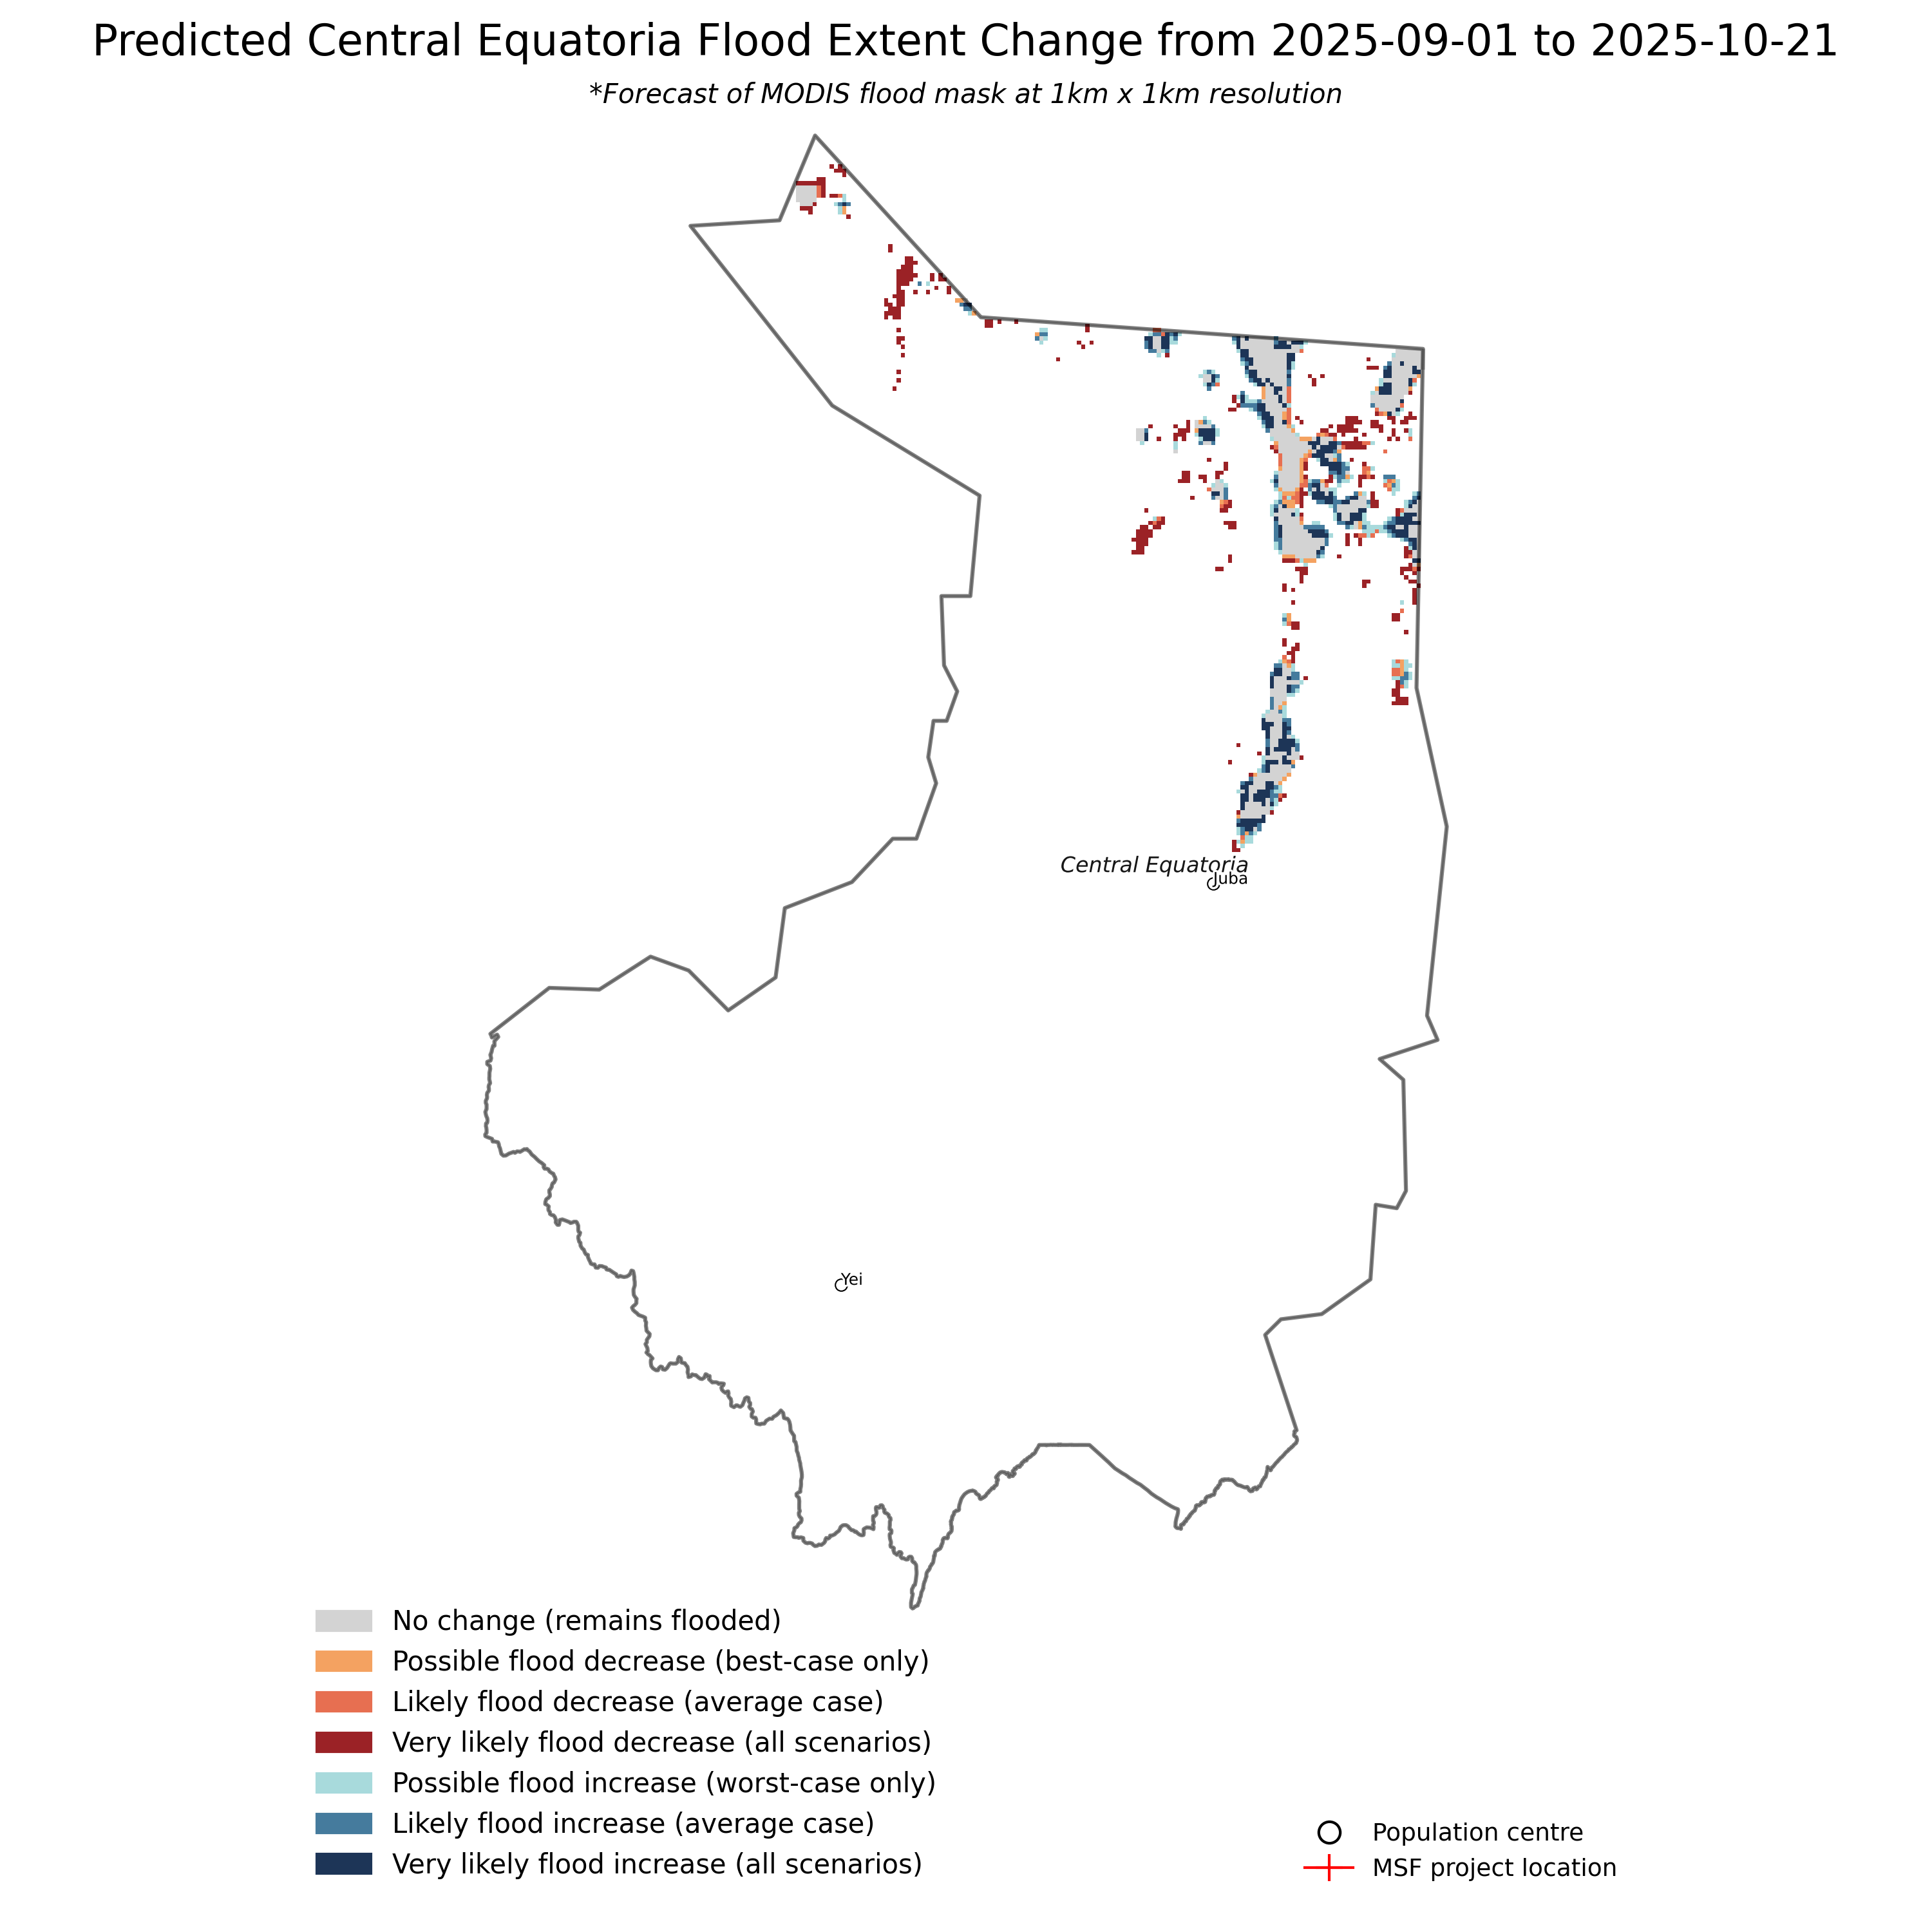 Predicted Central Equatoria Flood Extent Change from 2025-09-01 to 2025-10-21
*Forecast of MODIS flood mask at 1km x 1km resolution
Central Equatoria
Juba
Yei
No change (remains flooded)
Possible flood decrease (best-case only)
Likely flood decrease (average case)
Very likely flood decrease (all scenarios)
Possible flood increase (worst-case only)
Likely flood increase (average case)
Very likely flood increase (all scenarios)
Population centre
MSF project location